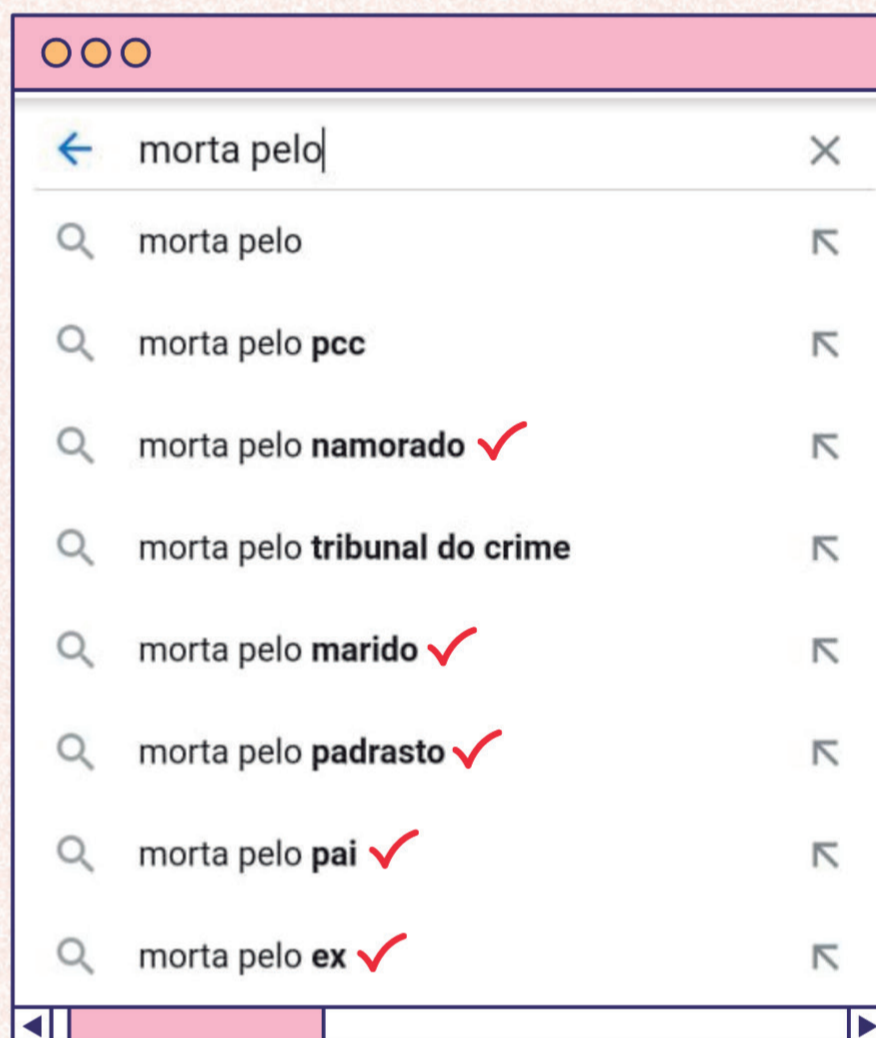 morta pelo
morta pelo
morta pelo pcc
morta pelo namorado
morta pelo tribunal do crime
morta pelo marido
morta pelo padrasto
morta pelo pai
morta pelo ex